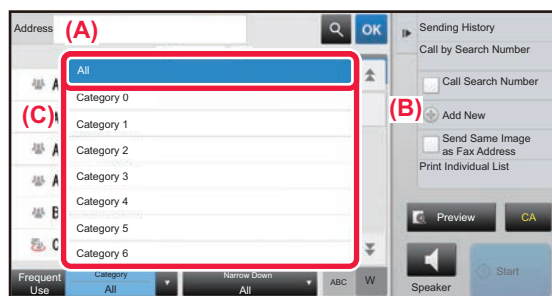 Address
(A)
OK
Sending History
Call by Search Number
All
Call Search Number
A
Category 0
(C)
(B)
Add New
Category 1
Send Same Image
as Fax Address
A
Category 2
Print Individual List
A
Category 3
Category 4
B
Preview
CA
Category 5
C
Category 6
Frequent
Use
Category
All
Narrow Down
All
ABC
W
Speaker
Start